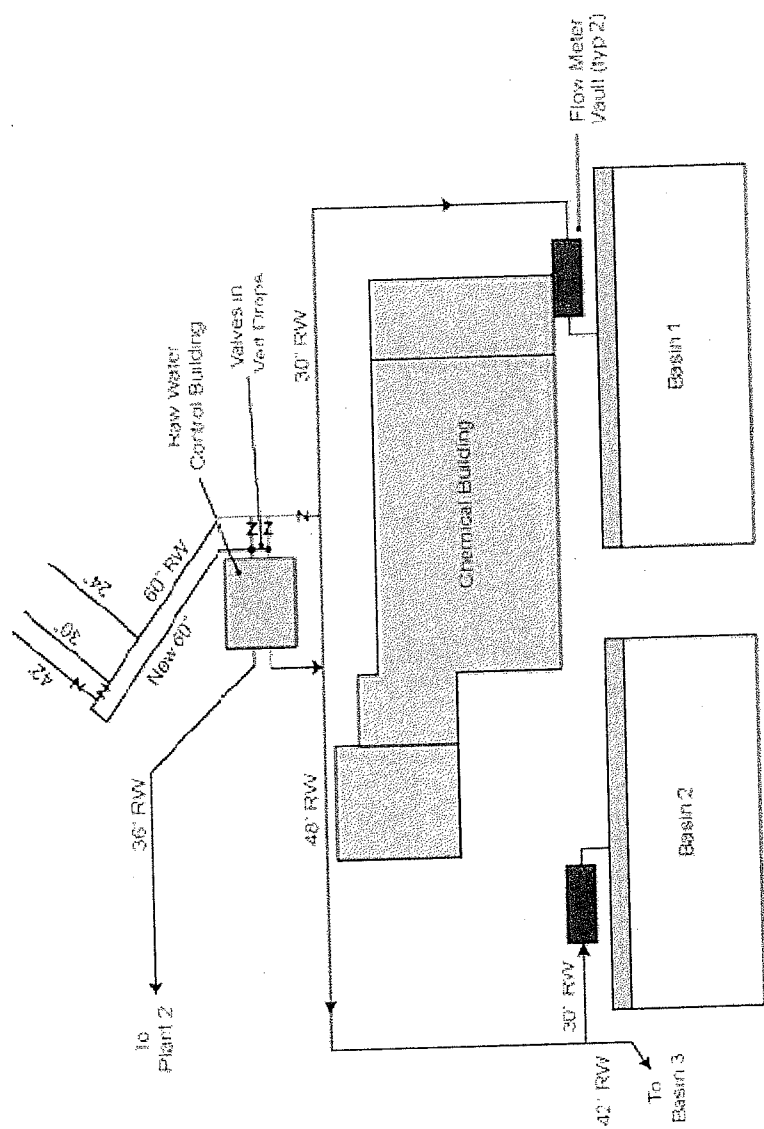 42"
30"
24"
60" RW
New 60"
Raw Water
Control Building
Valves in
Vert Drops
36" RW
To
Plant 2
48" RW
30" RW
Chemical Building
Flow Meter
Vault (typ 2)
30" RW
42" RW
To
Basin 3
Basin 2
Basin 1